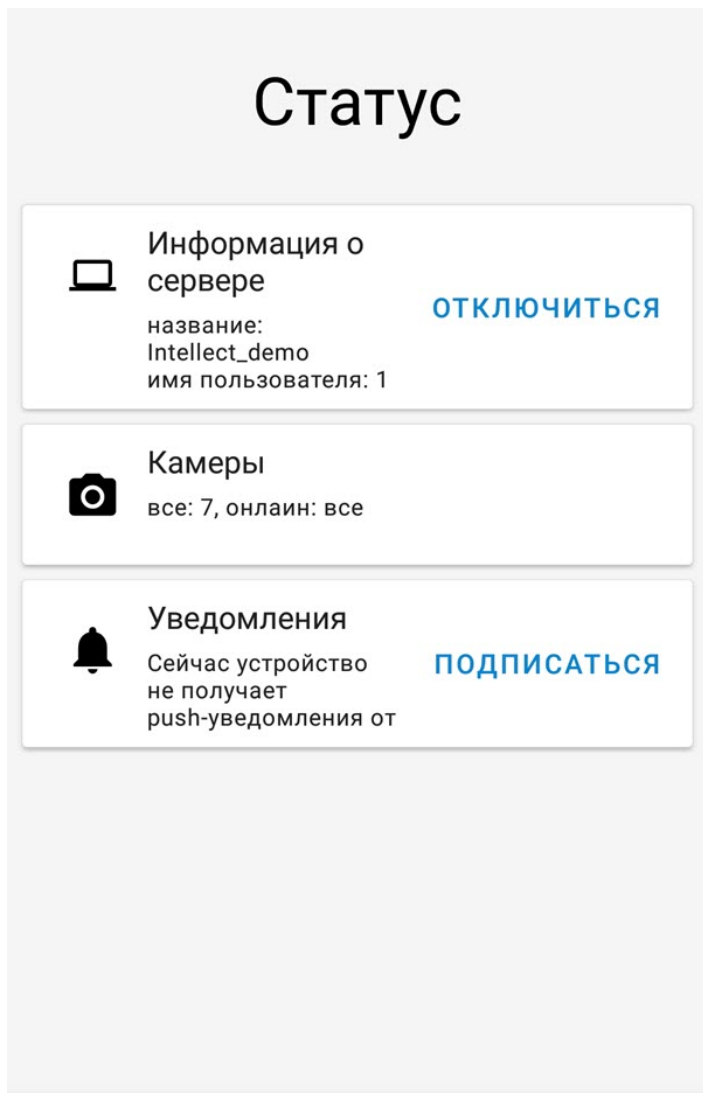 Статус
Информация о
сервере
ОТКЛЮЧИТЬСЯ
название:
Intellect_demo
имя пользователя: 1
Камеры
все: 7, онлаин: все
Уведомления
Сейчас устройство
не получает
push-уведомления от
ПОДПИСАТЬСЯ